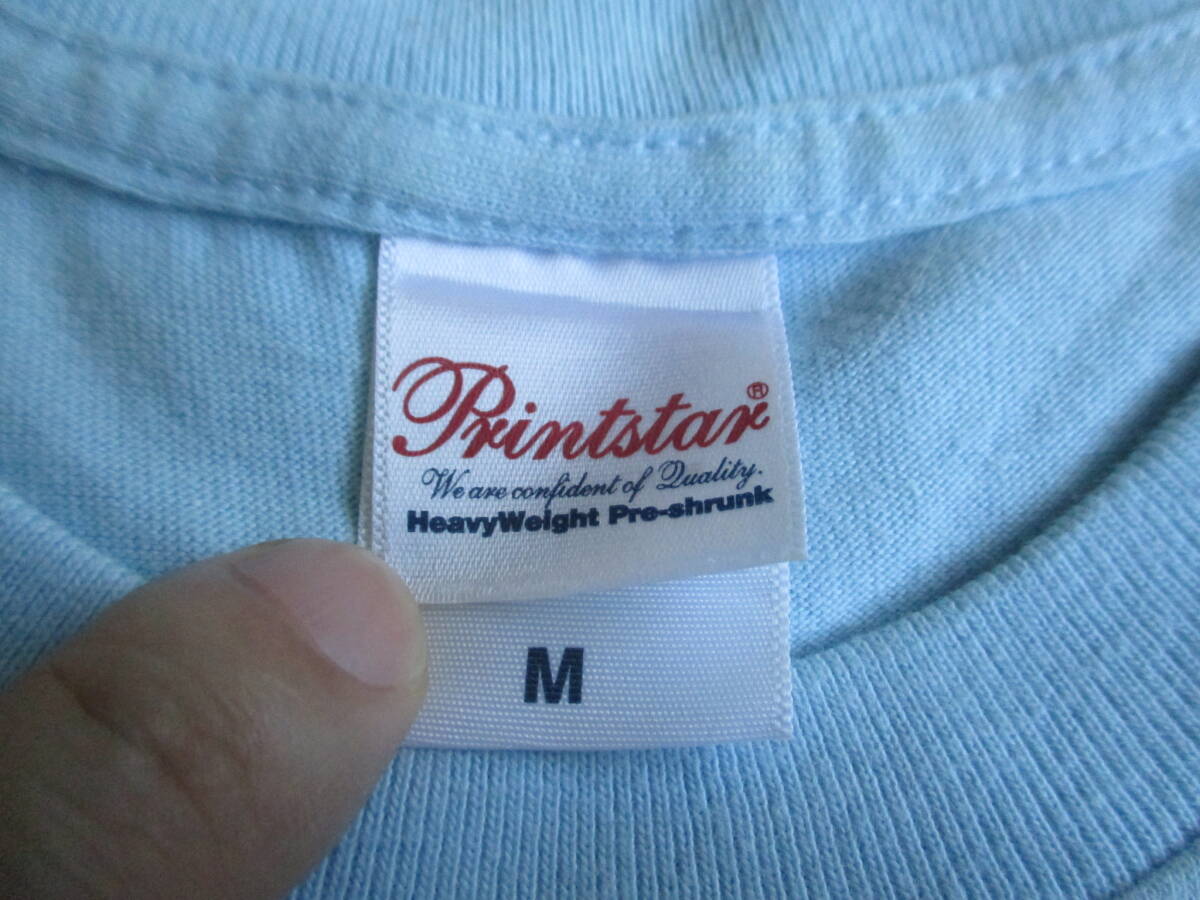 Printstar®
We are confident of Quality.
HeavyWeight Pre-shrunk
M